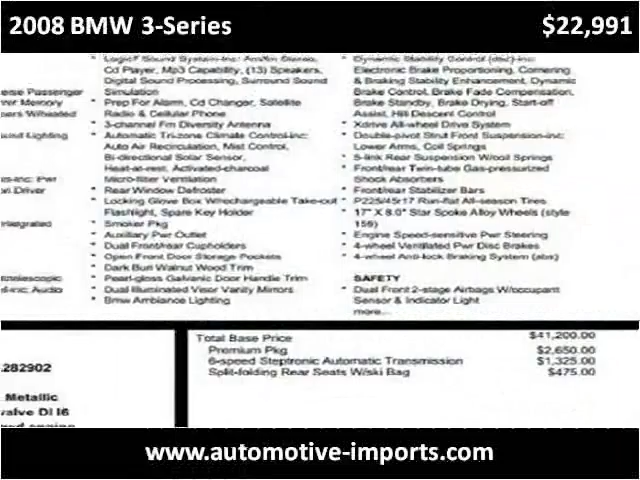 2008 BMW 3-Series
$22,991
Logic7 Sound System-inc: Am/fm Stereo,
Cd Player, Mp3 Capability, (13) Speakers,
Digital Sound Processing, Surround Sound
Simulation
* Prep For Alarm, Cd Changer, Satellite
Radio & Cellular Phone
* 3-channel Fm Diversity Antenna
* Automatic Tri-zone Climate Control-inc:
Auto Air Recirculation, Mist Control,
Bi-directional Solar Sensor,
Heat-at-rest, Activated-charcoal
Micro-filter Ventilation
* Rear Window Defroster
* Locking Glove Box W/rechargeable Take-out
Flashlight, Spare Key Holder
* Smoker Pkg
* Auxiliary Pwr Outlet
* Dual Front/rear Cupholders
* Open Front Door Storage Pockets
* Dark Burl Walnut Wood Trim
* Pearl-gloss Galvanic Door Handle Trim
* Dual Illuminated Visor Vanity Mirrors
* Bmw Ambiance Lighting
* Dynamic Stability Control (dsc)-inc:
Electronic Brake Proportioning, Cornering
& Braking Stability Enhancement, Dynamic
Brake Control, Brake Fade Compensation,
Brake Standby, Brake Drying, Start-off
Assist, Hill Descent Control
* Xdrive All-wheel Drive System
* Double-pivot Strut Front Suspension-inc:
Lower Arms, Coil Springs
* 5-link Rear Suspension W/coil Springs
* Front/rear Twin-tube Gas-pressurized
Shock Absorbers
* Front/rear Stabilizer Bars
* P225/45r17 Run-flat All-season Tires
* 17" X 8.0" Star Spoke Alloy Wheels (style
159)
* Engine Speed-sensitive Pwr Steering
* 4-wheel Ventilated Pwr Disc Brakes
* 4-wheel Anti-lock Braking System (abs)
SAFETY
* Dual Front 2-stage Airbags W/occupant
Sensor & Indicator Light
more...
.282902
Metallic
valve DI I6
Total Base Price $41,200.00
Premium Pkg $2,650.00
6-speed Steptronic Automatic Transmission $1,325.00
Split-folding Rear Seats W/ski Bag $475.00
www.automotive-imports.com